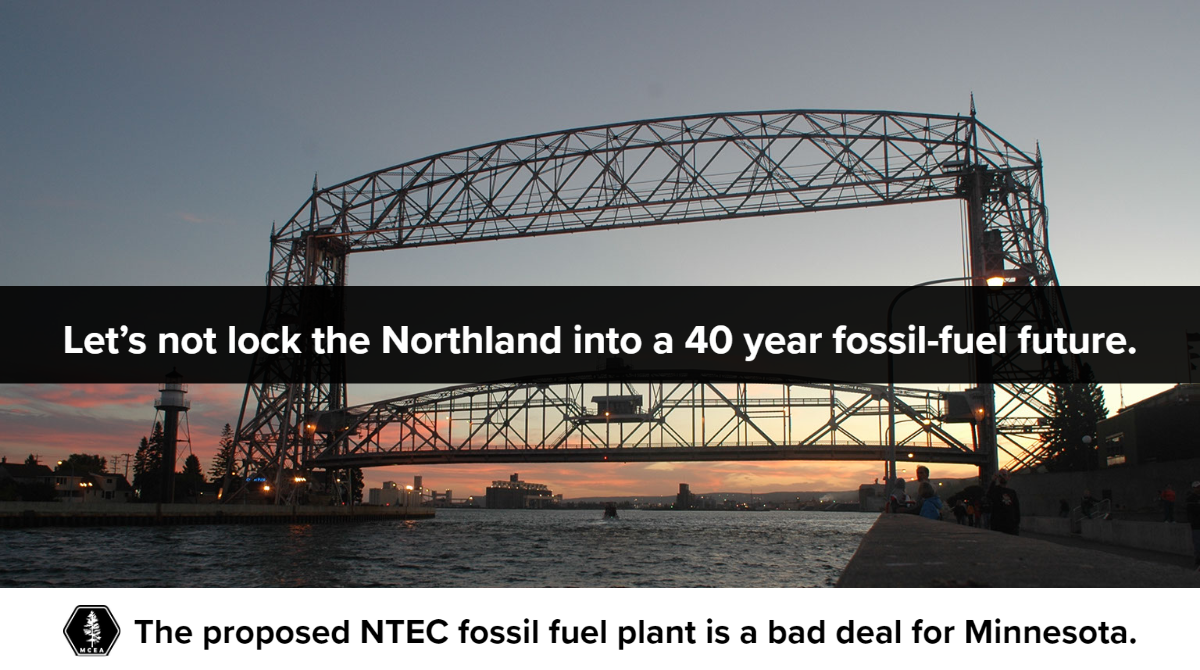 Let's not lock the Northland into a 40 year fossil-fuel future.
MCEA
The proposed NTEC fossil fuel plant is a bad deal for Minnesota.